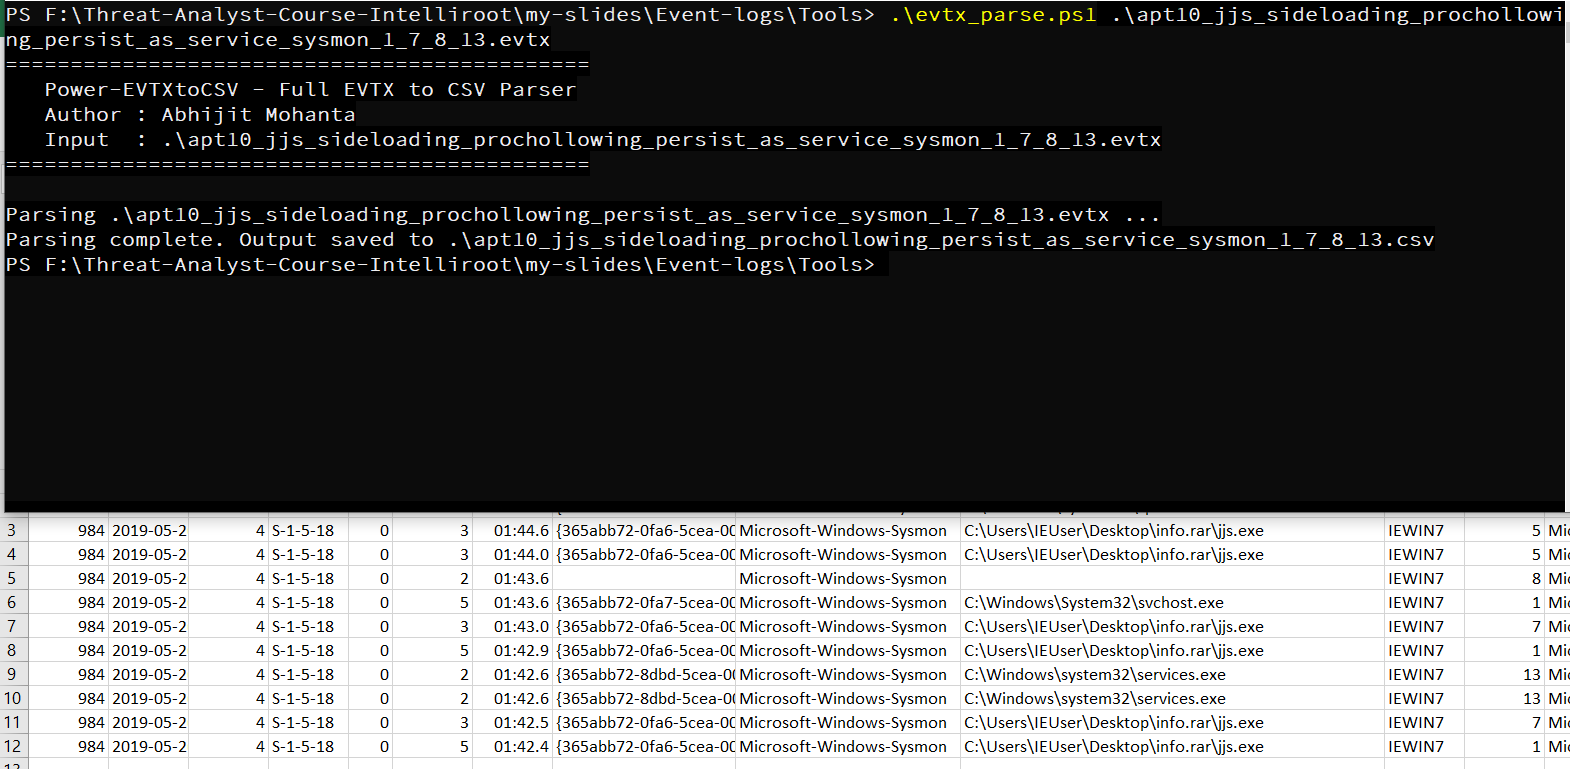 PS F:\Threat-Analyst-Course-Intelliroot\my-slides\Event-logs\Tools> .\evtx_parse.ps1 .\apt10_jjs_sideloading_prochollowi
ng_persist_as_service_sysmon_1_7_8_13.evtx
=============================================
Power-EVTXtoCSV - Full EVTX to CSV Parser
Author : Abhijit Mohanta
Input : .\apt10_jjs_sideloading_prochollowing_persist_as_service_sysmon_1_7_8_13.evtx
=============================================
Parsing .\apt10_jjs_sideloading_prochollowing_persist_as_service_sysmon_1_7_8_13.evtx ...
Parsing complete. Output saved to .\apt10_jjs_sideloading_prochollowing_persist_as_service_sysmon_1_7_8_13.csv
PS F:\Threat-Analyst-Course-Intelliroot\my-slides\Event-logs\Tools>
3 984 2019-05-2 4 S-1-5-18 0 3 01:44.6 {365abb72-0fa6-5cea-00 Microsoft-Windows-Sysmon C:\Users\IEUser\Desktop\info.rar\jjs.exe IEWIN7 5 Mic
4 984 2019-05-2 4 S-1-5-18 0 3 01:44.0 {365abb72-0fa6-5cea-00 Microsoft-Windows-Sysmon C:\Users\IEUser\Desktop\info.rar\jjs.exe IEWIN7 5 Mic
5 984 2019-05-2 4 S-1-5-18 0 2 01:43.6 Microsoft-Windows-Sysmon IEWIN7 8 Mic
6 984 2019-05-2 4 S-1-5-18 0 5 01:43.6 {365abb72-0fa7-5cea-00 Microsoft-Windows-Sysmon C:\Windows\System32\svchost.exe IEWIN7 1 Mic
7 984 2019-05-2 4 S-1-5-18 0 3 01:43.0 {365abb72-0fa6-5cea-00 Microsoft-Windows-Sysmon C:\Users\IEUser\Desktop\info.rar\jjs.exe IEWIN7 7 Mic
8 984 2019-05-2 4 S-1-5-18 0 5 01:42.9 {365abb72-0fa6-5cea-00 Microsoft-Windows-Sysmon C:\Users\IEUser\Desktop\info.rar\jjs.exe IEWIN7 1 Mic
9 984 2019-05-2 4 S-1-5-18 0 2 01:42.6 {365abb72-8dbd-5cea-00 Microsoft-Windows-Sysmon C:\Windows\system32\services.exe IEWIN7 13 Mic
10 984 2019-05-2 4 S-1-5-18 0 2 01:42.6 {365abb72-8dbd-5cea-00 Microsoft-Windows-Sysmon C:\Windows\system32\services.exe IEWIN7 13 Mic
11 984 2019-05-2 4 S-1-5-18 0 3 01:42.5 {365abb72-0fa6-5cea-00 Microsoft-Windows-Sysmon C:\Users\IEUser\Desktop\info.rar\jjs.exe IEWIN7 7 Mic
12 984 2019-05-2 4 S-1-5-18 0 5 01:42.4 {365abb72-0fa6-5cea-00 Microsoft-Windows-Sysmon C:\Users\IEUser\Desktop\info.rar\jjs.exe IEWIN7 1 Mic